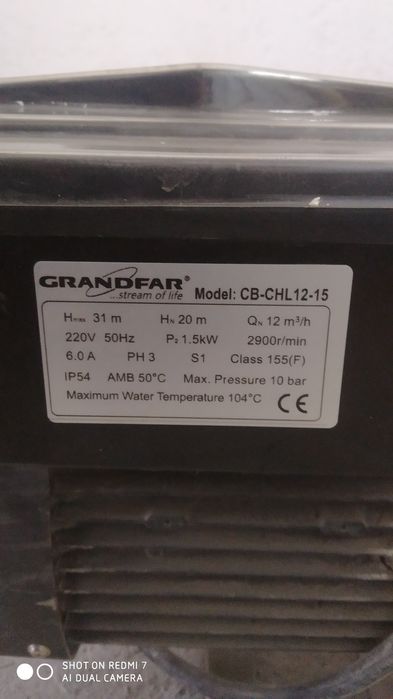 GRANDFAR®
...stream of life
Model: CB-CHL12-15
Hmax 31 m HN 20 m QN 12 m³/h
220V 50Hz P2 1.5kW 2900r/min
6.0 A PH 3 S1 Class 155(F)
IP54 AMB 50°C Max. Pressure 10 bar
Maximum Water Temperature 104°C CE
SHOT ON REDMI 7
AI DUAL CAMERA